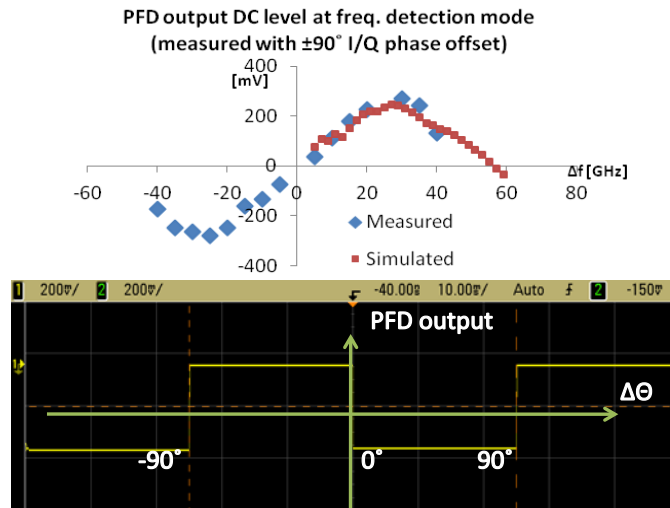 PFD output DC level at freq. detection mode
(measured with ±90˚ I/Q phase offset)
400
[mV]
200
0
-60 -40 -20 0 20 40 60 80
Δf [GHz]
-200
-400
Measured
Simulated
1 200▽/ 2 200▽/ -40.00▽ 10.00▽/ Auto 2 -150▽
PFD output
1
ΔΘ
-90˚ 0˚ 90˚